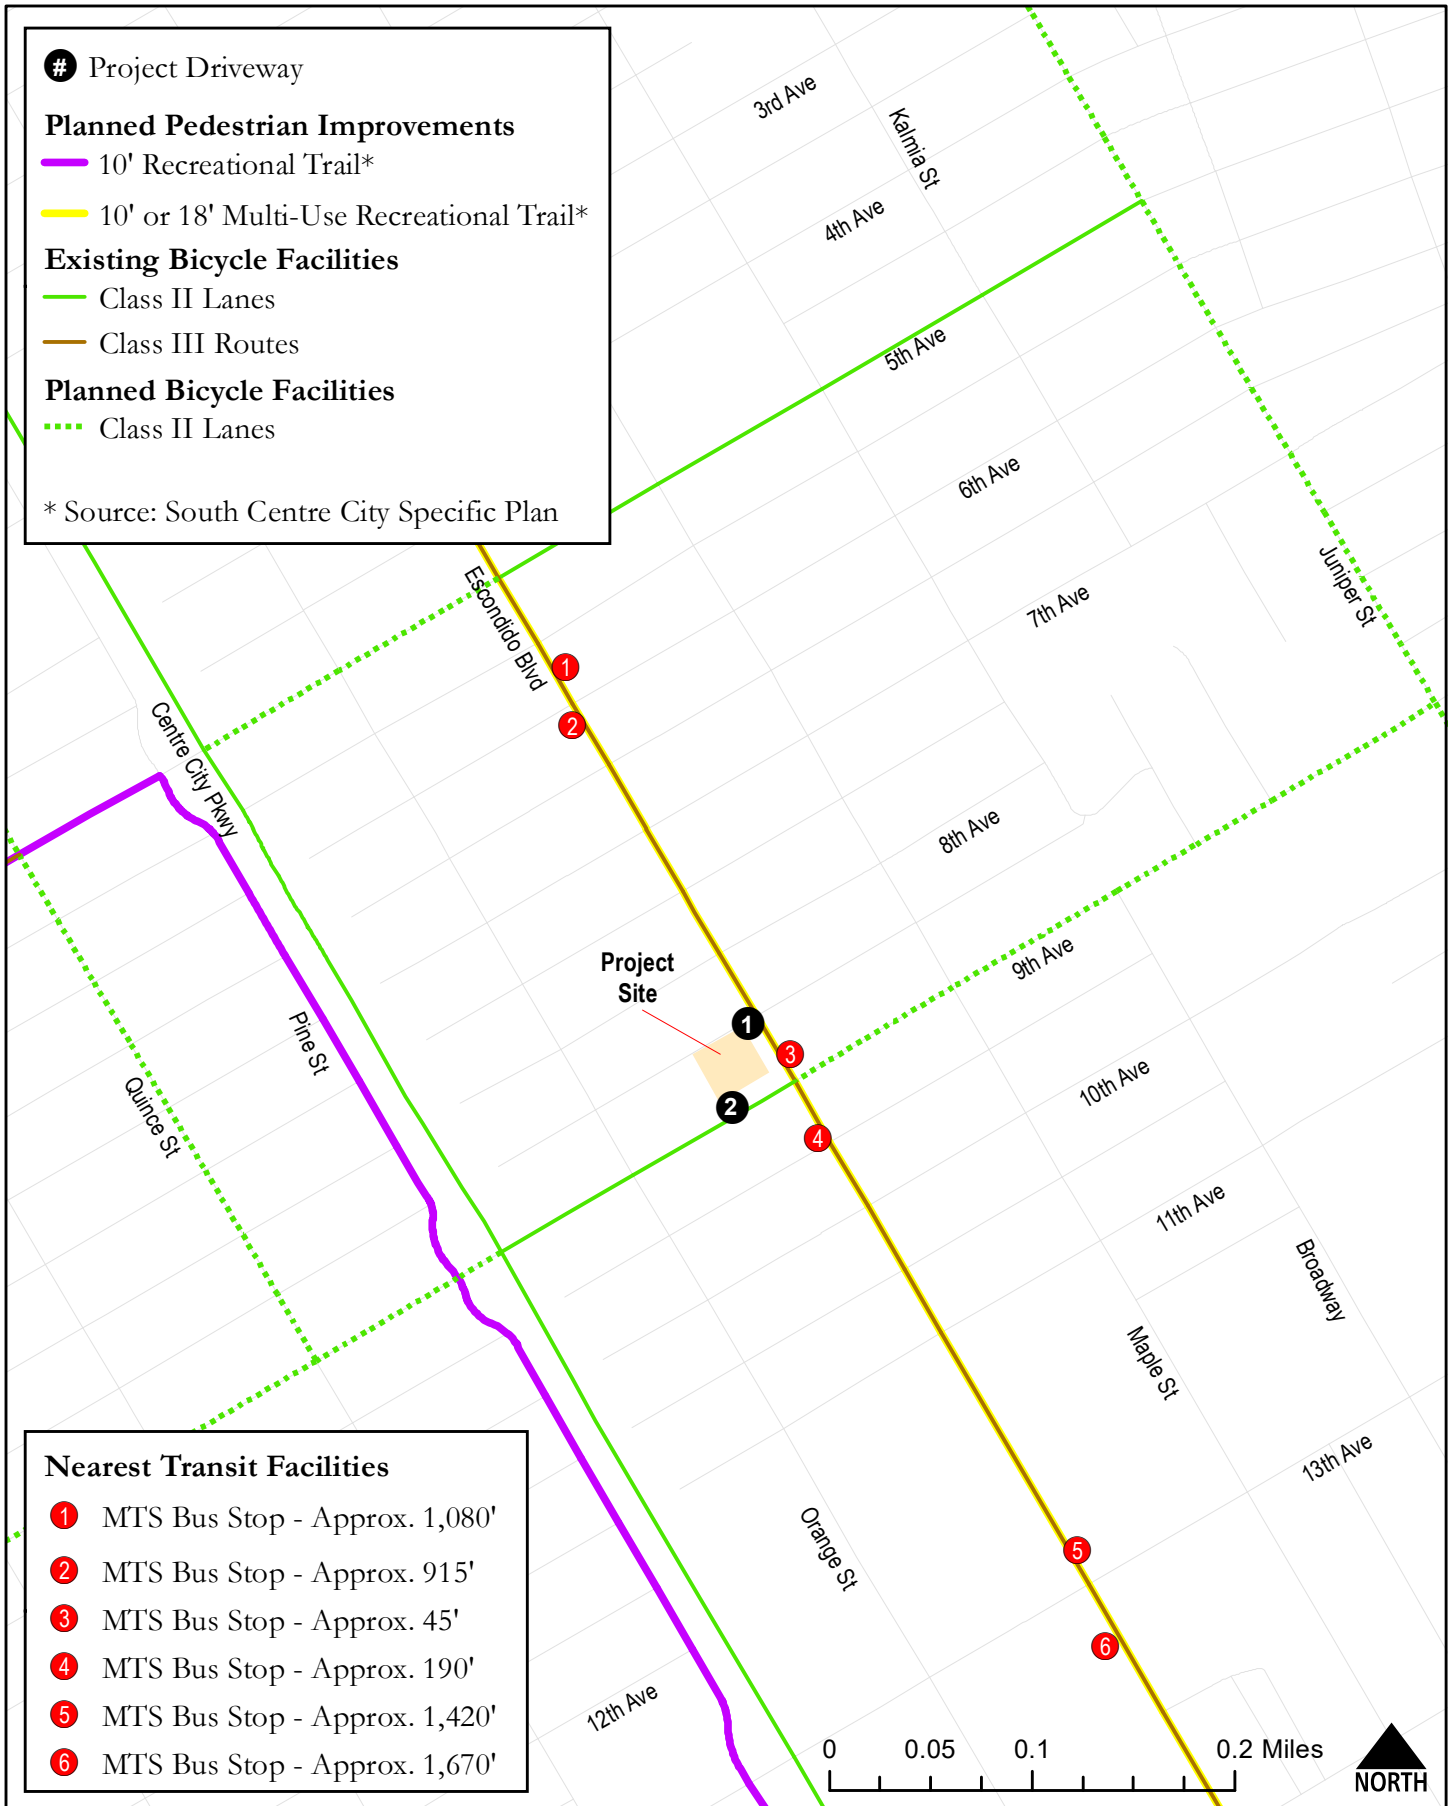 # Project Driveway
Planned Pedestrian Improvements
10' Recreational Trail*
10' or 18' Multi-Use Recreational Trail*
Existing Bicycle Facilities
Class II Lanes
Class III Routes
Planned Bicycle Facilities
Class II Lanes
* Source: South Centre City Specific Plan
3rd Ave
Kalmia St
4th Ave
5th Ave
6th Ave
Juniper St
7th Ave
Escondido Blvd
1
2
Centre City Pkwy
8th Ave
9th Ave
Project
Site
1
3
2
4
Pine St
Quince St
10th Ave
11th Ave
Broadway
Maple St
13th Ave
Orange St
5
6
12th Ave
Nearest Transit Facilities
1 MTS Bus Stop - Approx. 1,080'
2 MTS Bus Stop - Approx. 915'
3 MTS Bus Stop - Approx. 45'
4 MTS Bus Stop - Approx. 190'
5 MTS Bus Stop - Approx. 1,420'
6 MTS Bus Stop - Approx. 1,670'
0 0.05 0.1 0.2 Miles
NORTH